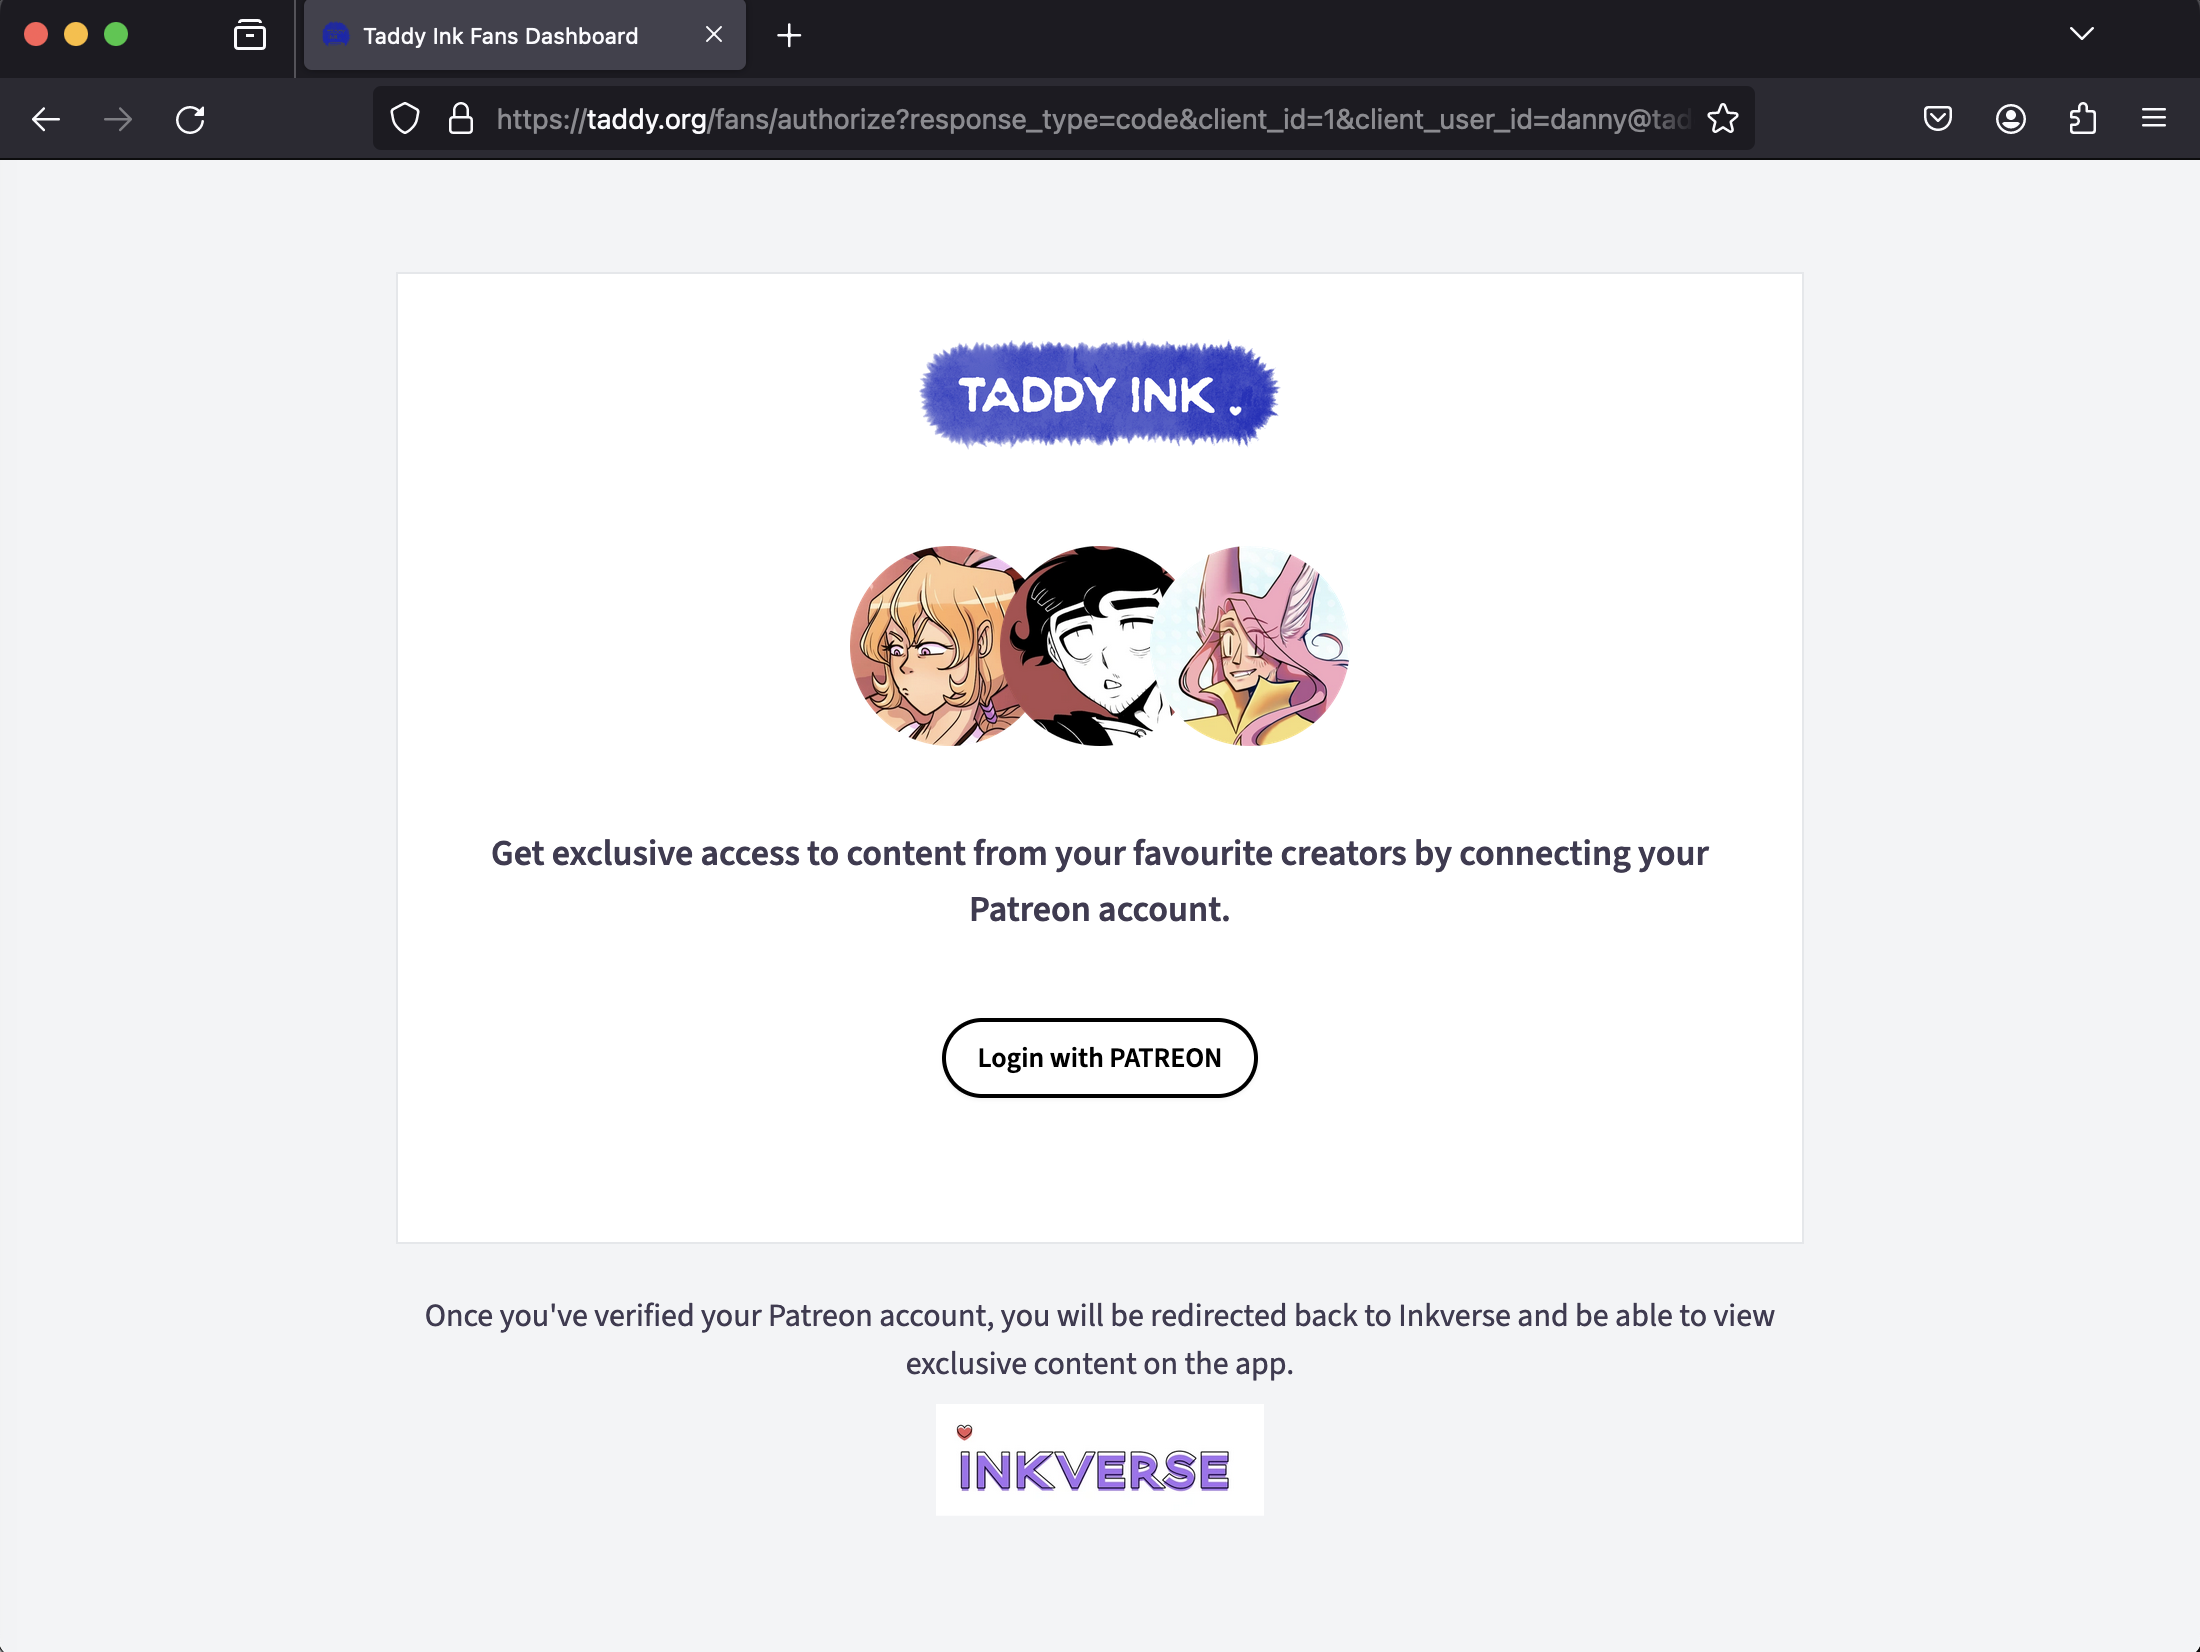 Taddy Ink Fans Dashboard
https://taddy.org/fans/authorize?response_type=code&client_id=1&client_user_id=danny@tad
TADDY INK
Get exclusive access to content from your favourite creators by connecting your
Patreon account.
Login with PATREON
Once you've verified your Patreon account, you will be redirected back to Inkverse and be able to view
exclusive content on the app.
INKVERSE